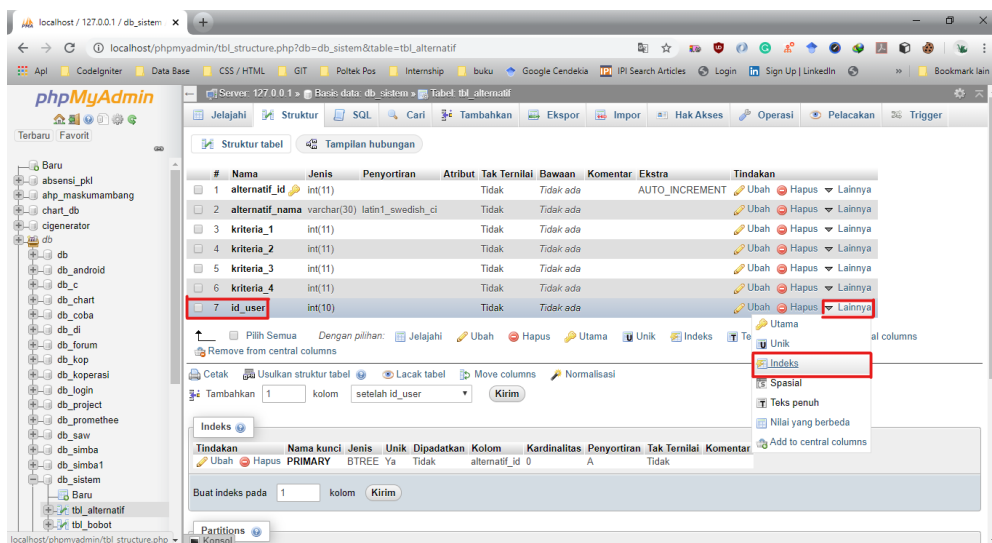 localhost / 127.0.0.1 / db_sistem
localhost/phpmyadmin/tbl_structure.php?db=db_sistem&table=tbl_alternatif
Apl CodeIgniter Data Base CSS / HTML GIT Poltek Pos Internship buku Google Cendekia IPI IPI Search Articles Login Sign Up | LinkedIn » Bookmark lain
phpMyAdmin
Terbaru Favorit
Baru
absensi_pkl
ahp_maskumambang
chart_db
cigenerator
db
db
db_android
db_c
db_chart
db_coba
db_di
db_forum
db_kop
db_koperasi
db_login
db_project
db_promethee
db_saw
db_simba
db_simba1
db_sistem
Baru
tbl_alternatif
tbl_bobot
localhost/phpmyadmin/tbl_structure.php
Server: 127.0.0.1 » Basis data: db_sistem » Tabel: tbl_alternatif
Jelajahi Struktur SQL Cari Tambahkan Ekspor Impor Hak Akses Operasi Pelacakan Trigger
Struktur tabel Tampilan hubungan
# Nama Jenis Penyortiran Atribut Tak Ternilai Bawaan Komentar Ekstra Tindakan
1 alternatif_id int(11) Tidak Tidak ada AUTO_INCREMENT Ubah Hapus Lainnya
2 alternatif_nama varchar(30) latin1_swedish_ci Tidak Tidak ada Ubah Hapus Lainnya
3 kriteria_1 int(11) Tidak Tidak ada Ubah Hapus Lainnya
4 kriteria_2 int(11) Tidak Tidak ada Ubah Hapus Lainnya
5 kriteria_3 int(11) Tidak Tidak ada Ubah Hapus Lainnya
6 kriteria_4 int(11) Tidak Tidak ada Ubah Hapus Lainnya
7 id_user int(10) Tidak Tidak ada Ubah Hapus Lainnya
Utama
Unik
Indeks
Spasial
Teks penuh
Nilai yang berbeda
Add to central columns
Pilih Semua Dengan pilihan: Jelajahi Ubah Hapus Utama Unik Indeks Te al columns
Remove from central columns
Cetak Usulkan struktur tabel Lacak tabel Move columns Normalisasi
Tambahkan 1 kolom setelah id_user Kirim
Indeks
Tindakan Nama kunci Jenis Unik Dipadatkan Kolom Kardinalitas Penyortiran Tak Ternilai Komentar
Ubah Hapus PRIMARY BTREE Ya Tidak alternatif_id 0 A Tidak
Buat indeks pada 1 kolom Kirim
Partitions
Konsol